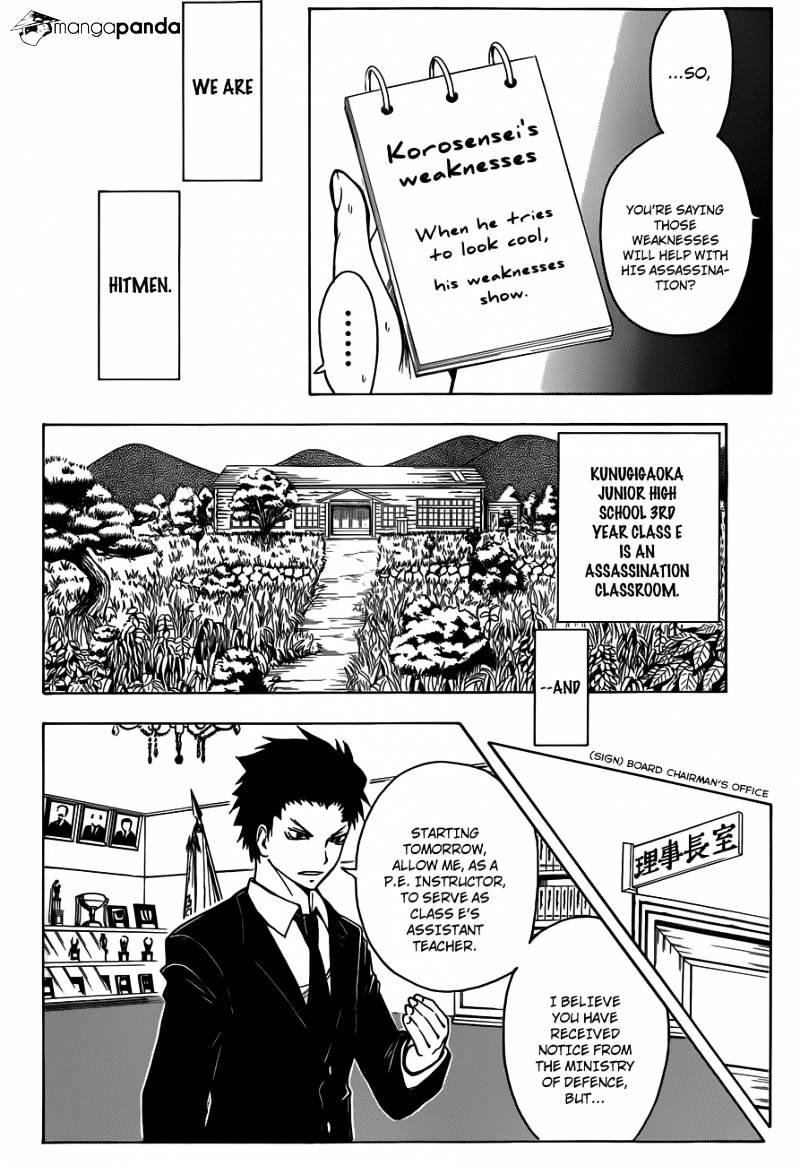 mangapanda
...SO,
YOU'RE SAYING
THOSE
WEAKNESSES
WILL HELP WITH
HIS ASSASSINA-
TION?
Korosensei's
weaknesses
When he tries
to look cool,
his weaknesses
show.
......
WE ARE
HITMEN.
KUNUGIGAOKA
JUNIOR HIGH
SCHOOL 3RD
YEAR CLASS E
IS AN
ASSASSINATION
CLASSROOM.
--AND
(SIGN) BOARD CHAIRMAN'S OFFICE
理事長室
STARTING
TOMORROW,
ALLOW ME, AS A
P.E. INSTRUCTOR,
TO SERVE AS
CLASS E'S
ASSISTANT
TEACHER.
I BELIEVE
YOU HAVE
RECEIVED
NOTICE FROM
THE MINISTRY
OF DEFENCE,
BUT...